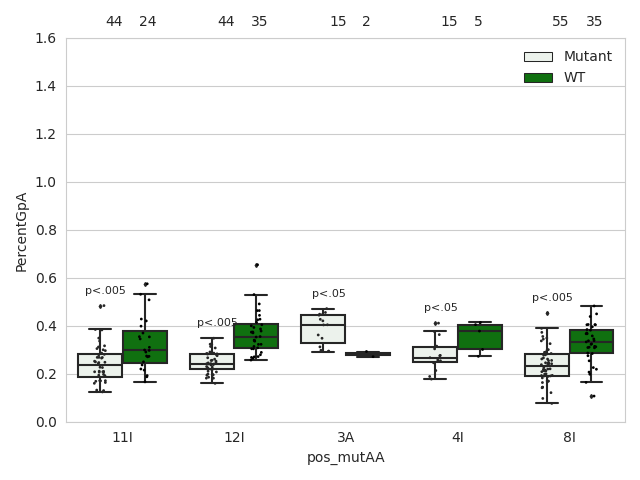 44 24 44 35 15 2 15 5 55 35
1.6
Mutant
WT
1.4
1.2
1.0
PercentGpA
0.8
0.6
p<.005
p<.005
p<.05
p<.05
p<.005
0.4
0.2
0.0
11I 12I 3A 4I 8I
pos_mutAA